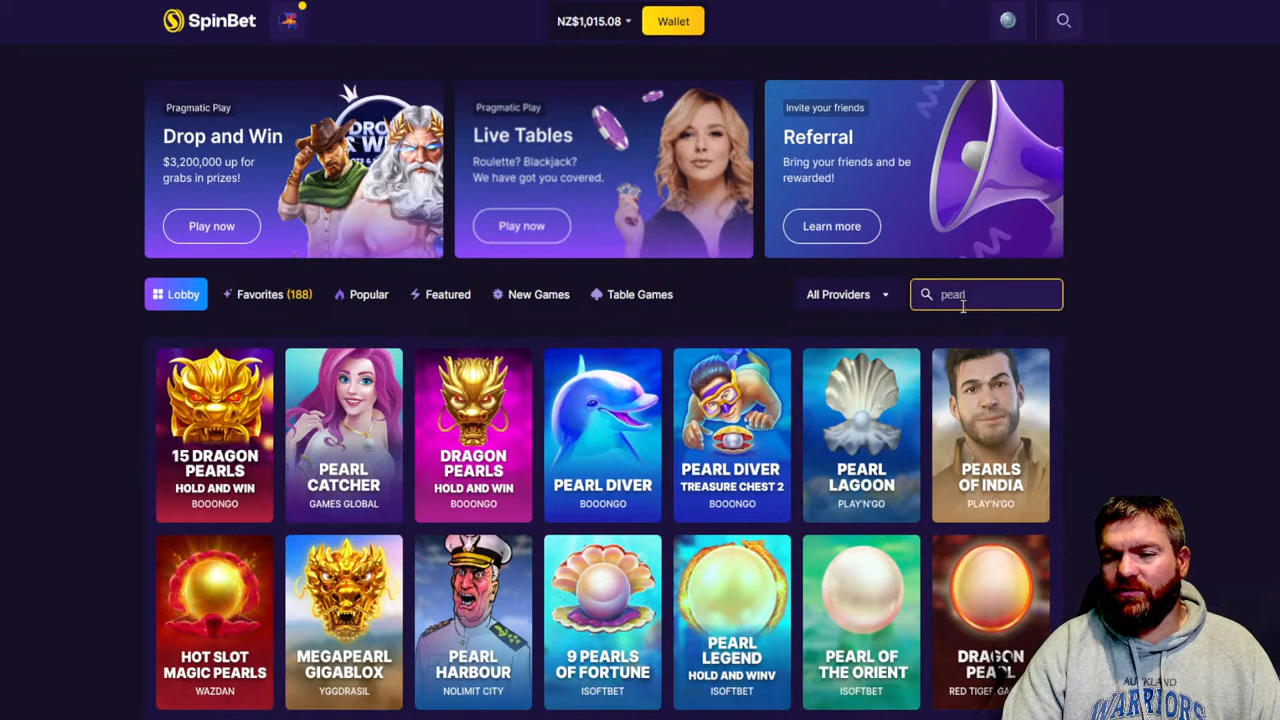 SpinBet
NZ$1,015.08
Wallet
Pragmatic Play
Drop and Win
$3,200,000 up for
grabs in prizes!
Play now
Pragmatic Play
Live Tables
Roulette? Blackjack?
We have got you covered.
Play now
Invite your friends
Referral
Bring your friends and be
rewarded!
Learn more
Lobby
Favorites (188)
Popular
Featured
New Games
Table Games
All Providers
pearl
15 DRAGON
PEARLS
HOLD AND WIN
BOOONGO
PEARL
CATCHER
GAMES GLOBAL
DRAGON
PEARLS
HOLD AND WIN
BOOONGO
PEARL DIVER
BOOONGO
PEARL DIVER
TREASURE CHEST 2
BOOONGO
PEARL
LAGOON
PLAY'N'GO
PEARLS
OF INDIA
PLAY'N'GO
HOT SLOT
MAGIC PEARLS
WAZDAN
MEGAPEARL
GIGABLOX
YGGDRASIL
PEARL
HARBOUR
NOLIMIT CITY
9 PEARLS
OF FORTUNE
ISOFTBET
PEARL
LEGEND
HOLD AND WINV
ISOFTBET
PEARL OF
THE ORIENT
ISOFTBET
DRAGON
PEARL
RED TIGER
AUCKLAND
WARRIORS